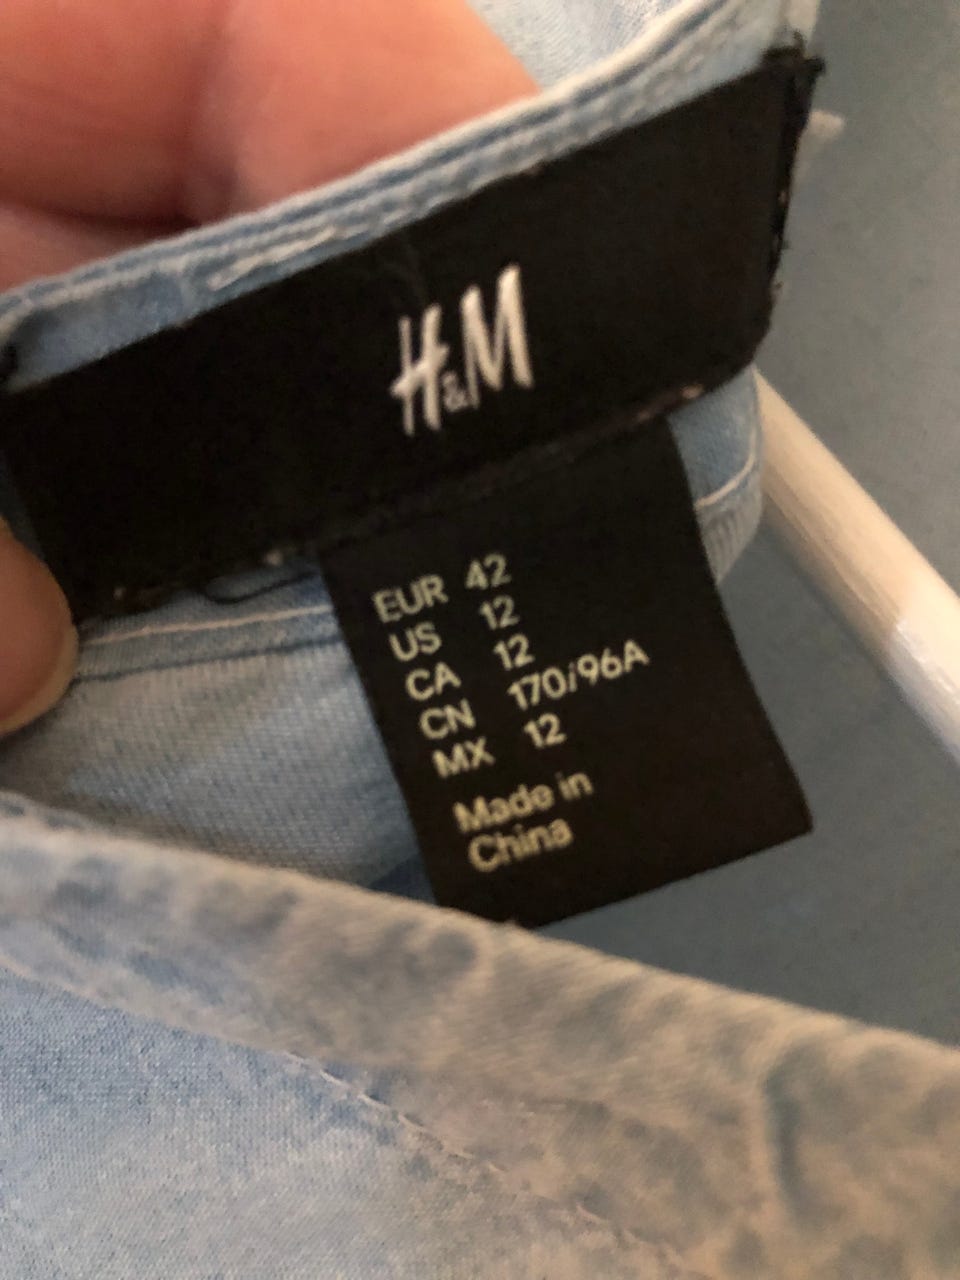 H&M
EUR 42
US 12
CA 12
CN 170/96A
MX 12
Made in
China